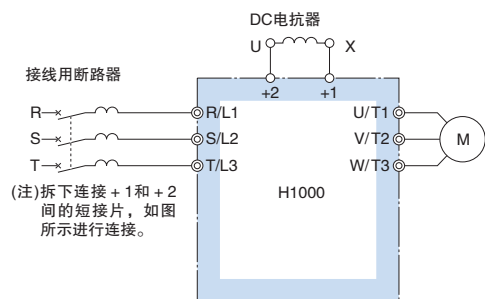 DC电抗器
U X
接线用断路器
+2 +1
R R/L1 U/T1
S S/L2 V/T2 M
T T/L3 W/T3
(注)拆下连接 + 1和 + 2
间的短接片，如图
所示进行连接。
H1000